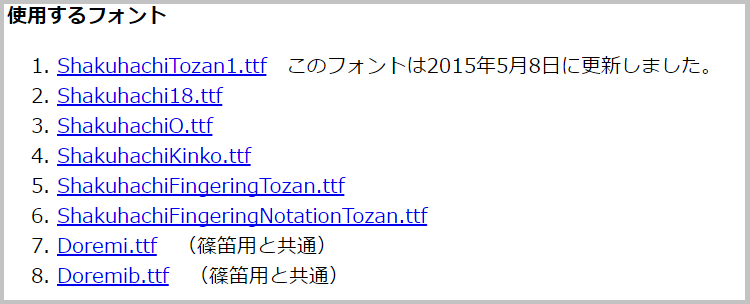 使用するフォント
1. ShakuhachiTozan1.ttf　このフォントは2015年5月8日に更新しました。
2. Shakuhachi18.ttf
3. ShakuhachiO.ttf
4. ShakuhachiKinko.ttf
5. ShakuhachiFingeringTozan.ttf
6. ShakuhachiFingeringNotationTozan.ttf
7. Doremi.ttf　（篠笛用と共通）
8. Doremib.ttf　（篠笛用と共通）